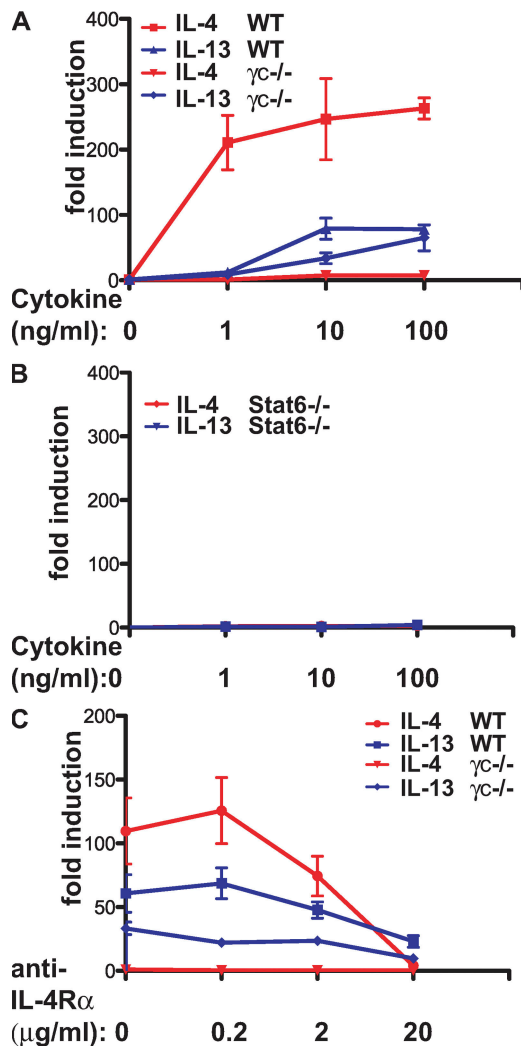 A
400
300
200
100
0
fold induction
IL-4 WT
IL-13 WT
IL-4 γc-/-
IL-13 γc-/-
Cytokine
(ng/ml): 0 1 10 100
B
400
300
200
100
0
fold induction
IL-4 Stat6-/-
IL-13 Stat6-/-
Cytokine
(ng/ml): 0 1 10 100
C
200
150
100
50
0
fold induction
IL-4 WT
IL-13 WT
IL-4 γc-/-
IL-13 γc-/-
anti-
IL-4Rα
(μg/ml): 0 0.2 2 20